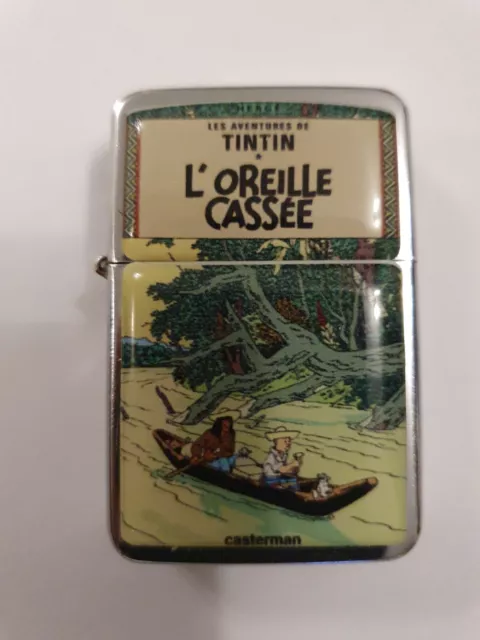 HERGÉ
LES AVENTURES DE
TINTIN
*
L'OREILLE
CASSÉE
casterman